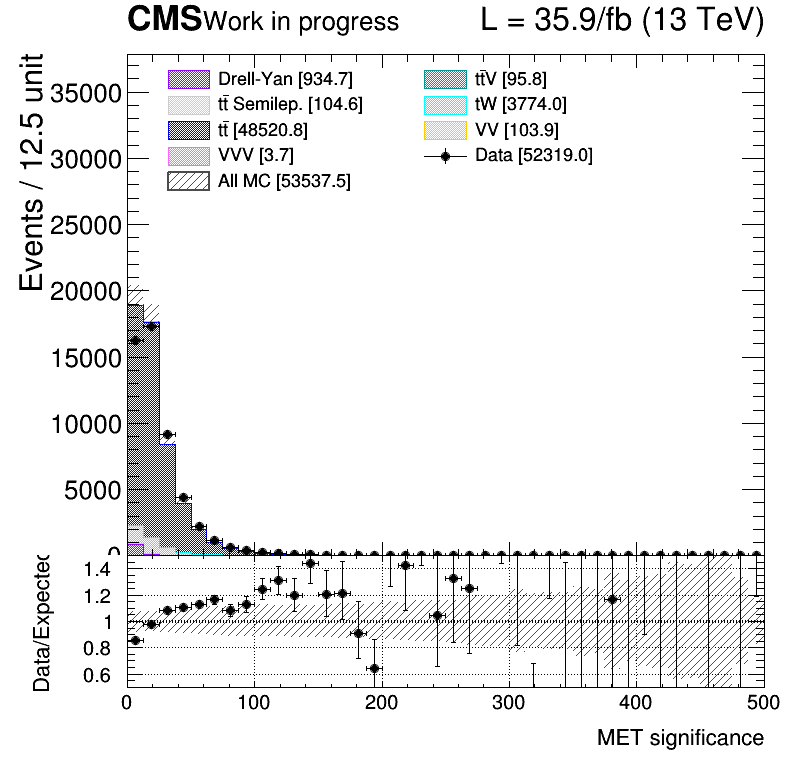 CMS Work in progress L = 35.9/fb (13 TeV)
Events / 12.5 unit
35000
30000
25000
20000
15000
10000
5000
0
Drell-Yan [934.7]
tt̄ Semilep. [104.6]
tt̄ [48520.8]
VVV [3.7]
All MC [53537.5]
tt̄V [95.8]
tW [3774.0]
VV [103.9]
Data [52319.0]
Data/Expected
1.4
1.2
1
0.8
0.6
0 100 200 300 400 500
MET significance